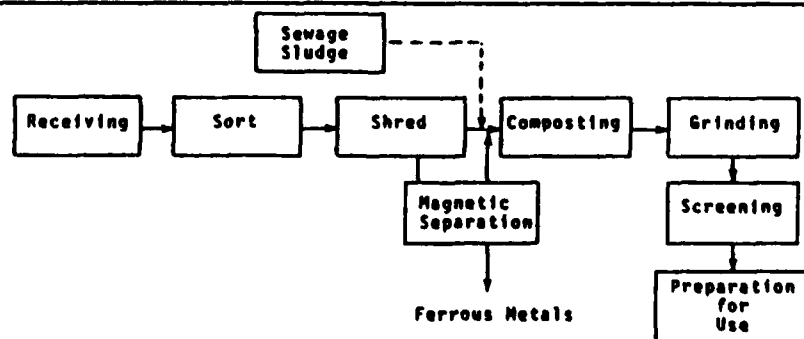 Sewage
Sludge
Receiving
Sort
Shred
Composting
Grinding
Magnetic
Separation
Screening
Ferrous Metals
Preparation
for
Use